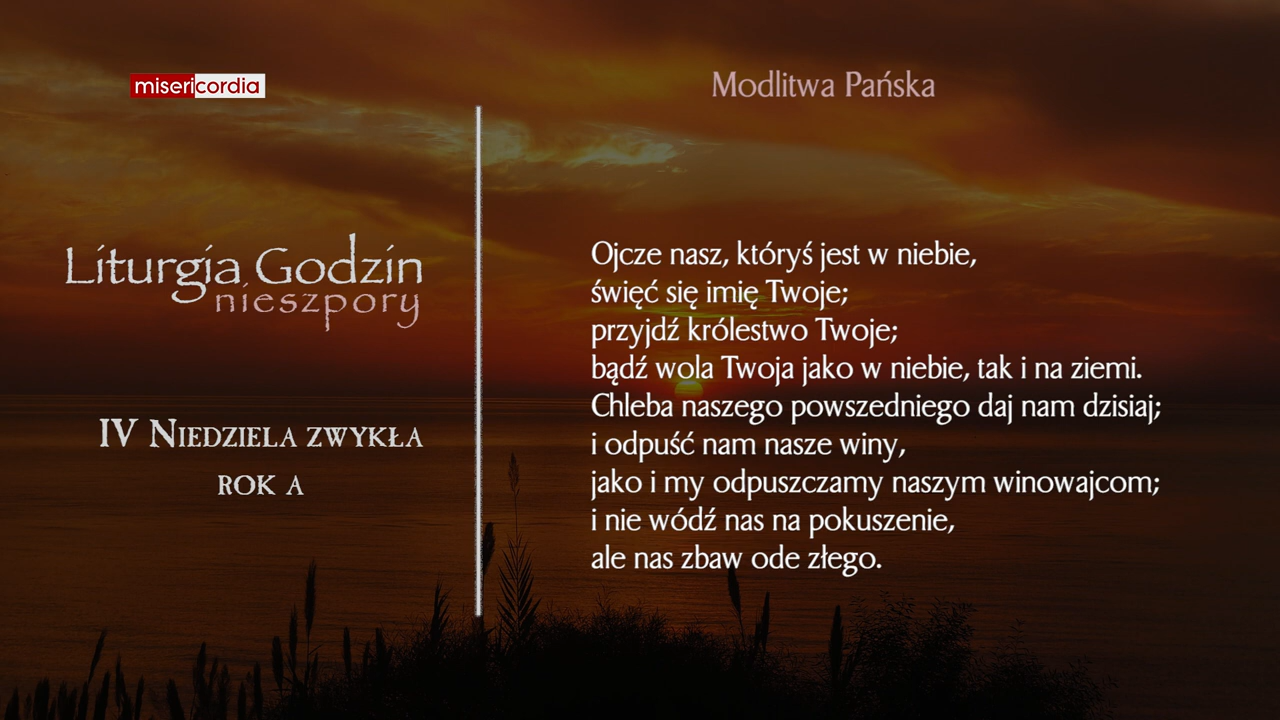 misericordia
Liturgia Godzin
nieszpory
IV Niedziela zwykła
rok A
Modlitwa Pańska
Ojcze nasz, któryś jest w niebie,
święć się imię Twoje;
przyjdź królestwo Twoje;
bądź wola Twoja jako w niebie, tak i na ziemi.
Chleba naszego powszedniego daj nam dzisiaj;
i odpuść nam nasze winy,
jako i my odpuszczamy naszym winowajcom;
i nie wódź nas na pokuszenie,
ale nas zbaw ode złego.